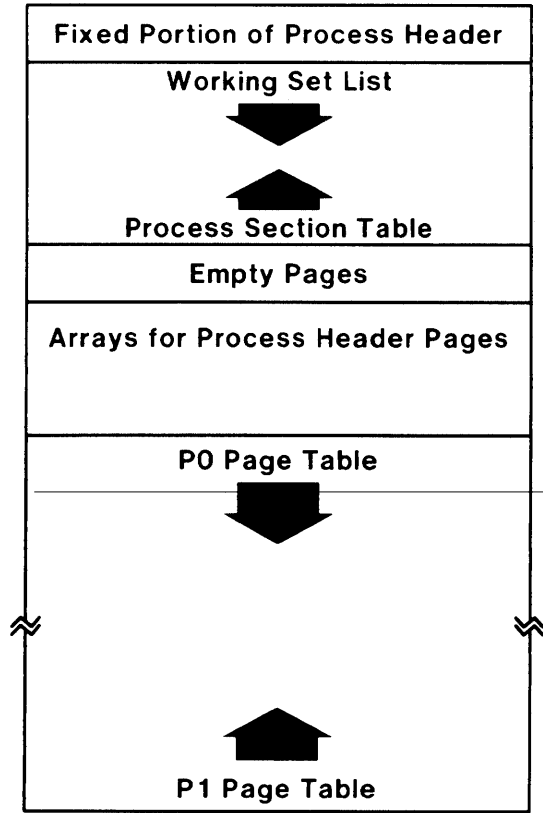 Fixed Portion of Process Header
Working Set List
Process Section Table
Empty Pages
Arrays for Process Header Pages
P0 Page Table
P1 Page Table